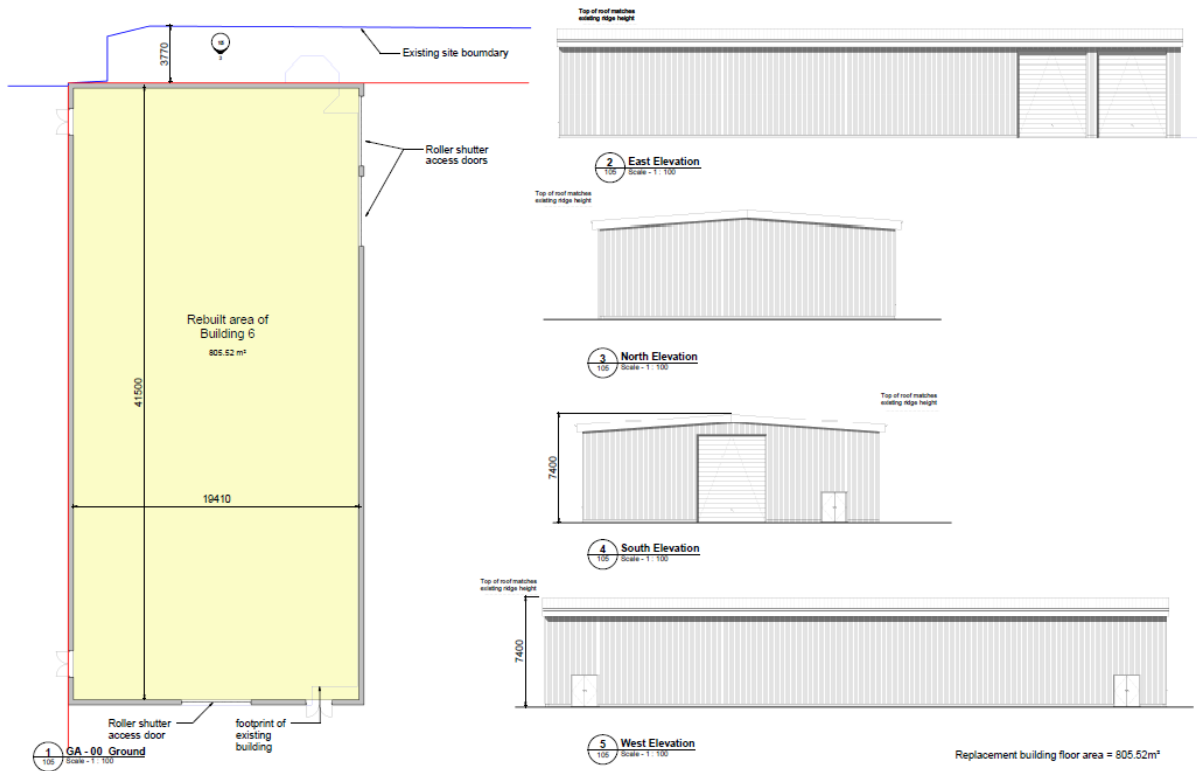 3770
Existing site boumdary
Roller shutter
access doors
Rebuilt area of
Building 6
805.52 m²
41500
19410
Roller shutter
access door
footprint of
existing
building
1
105
GA - 00 Ground
Scale - 1 : 100
Top of roof matches
existing ridge height
2
105
East Elevation
Scale - 1 : 100
Top of roof matches
existing ridge height
3
105
North Elevation
Scale - 1 : 100
Top of roof matches
existing ridge height
7400
4
105
South Elevation
Scale - 1 : 100
Top of roof matches
existing ridge height
7400
5
105
West Elevation
Scale - 1 : 100
Replacement building floor area = 805.52m²